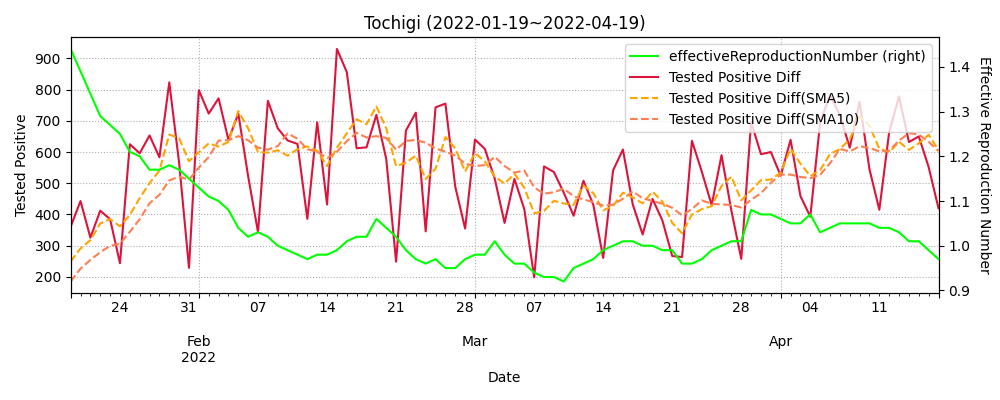 Tochigi (2022-01-19~2022-04-19)
effectiveReproductionNumber (right)
Tested Positive Diff
Tested Positive Diff(SMA5)
Tested Positive Diff(SMA10)
Tested Positive
900
800
700
600
500
400
300
200
1.4
1.3
1.2
1.1
1.0
0.9
Effective Reproduction Number
24 31 07 14 21 28 07 14 21 28 04 11
Feb Mar Apr
2022
Date